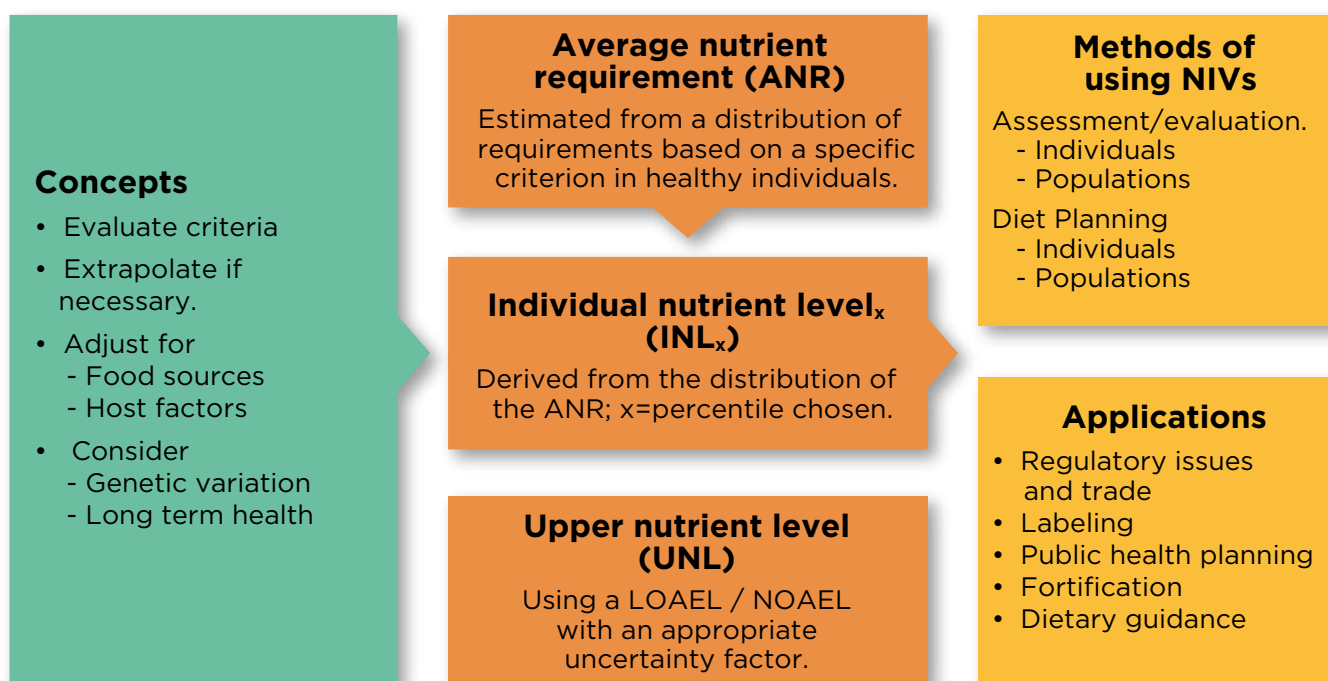 Concepts
• Evaluate criteria
• Extrapolate if
necessary.
• Adjust for
- Food sources
- Host factors
• Consider
- Genetic variation
- Long term health
Average nutrient
requirement (ANR)
Estimated from a distribution of
requirements based on a specific
criterion in healthy individuals.
Individual nutrient levelₓ
(INLₓ)
Derived from the distribution of
the ANR; x=percentile chosen.
Upper nutrient level
(UNL)
Using a LOAEL / NOAEL
with an appropriate
uncertainty factor.
Methods of
using NIVs
Assessment/evaluation.
- Individuals
- Populations
Diet Planning
- Individuals
- Populations
Applications
• Regulatory issues
and trade
• Labeling
• Public health planning
• Fortification
• Dietary guidance